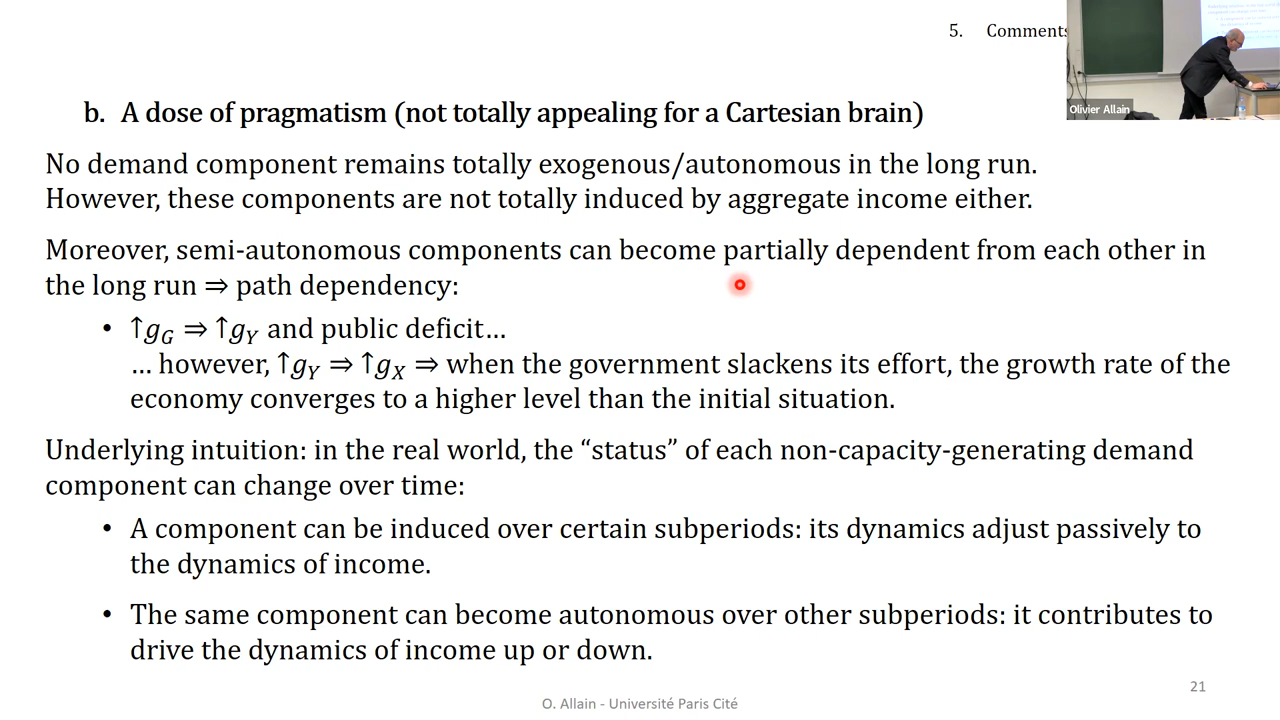 5. Comments
Olivier Allain
b. A dose of pragmatism (not totally appealing for a Cartesian brain)
No demand component remains totally exogenous/autonomous in the long run.
However, these components are not totally induced by aggregate income either.
Moreover, semi-autonomous components can become partially dependent from each other in
the long run ⇒ path dependency:
• ↑g_G ⇒ ↑g_Y and public deficit…
… however, ↑g_Y ⇒ ↑g_X ⇒ when the government slackens its effort, the growth rate of the
economy converges to a higher level than the initial situation.
Underlying intuition: in the real world, the “status” of each non-capacity-generating demand
component can change over time:
• A component can be induced over certain subperiods: its dynamics adjust passively to
the dynamics of income.
• The same component can become autonomous over other subperiods: it contributes to
drive the dynamics of income up or down.
21
O. Allain - Université Paris Cité